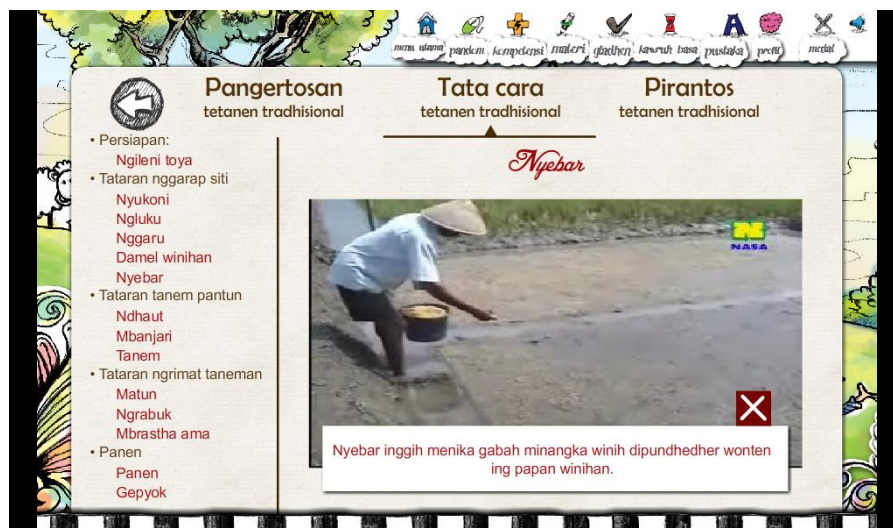 menu utama
pandom
kompetensi
materi
gladhen
kawruh basa
pustaka
profil
medal
Pangertosan
tetanen tradhisional
Tata cara
tetanen tradhisional
Pirantos
tetanen tradhisional
• Persiapan:
Ngileni toya
• Tataran nggarap siti
Nyukoni
Ngluku
Nggaru
Damel winihan
Nyebar
• Tataran tanem pantun
Ndhaut
Mbanjari
Tanem
• Tataran ngrimat taneman
Matun
Ngrabuk
Mbrastha ama
• Panen
Panen
Gepyok
Nyebar
NASA
Nyebar inggih menika gabah minangka winih dipundhedher wonten
ing papan winihan.